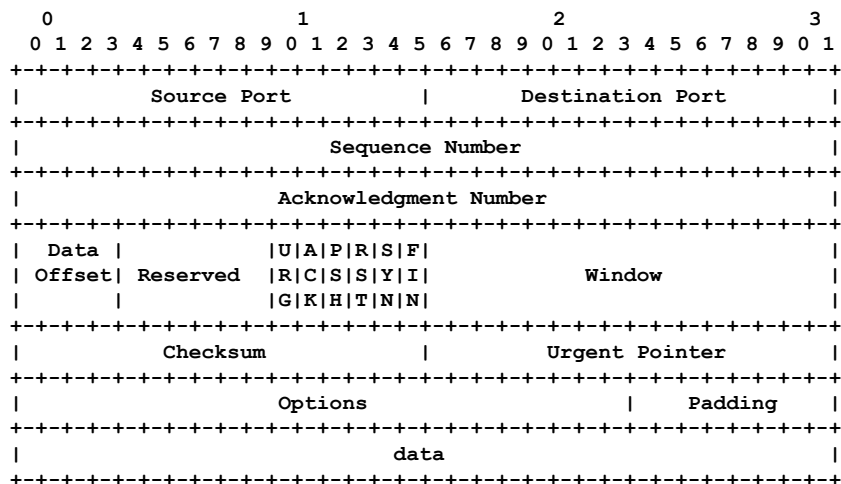 0                   1                   2                   3
    0 1 2 3 4 5 6 7 8 9 0 1 2 3 4 5 6 7 8 9 0 1 2 3 4 5 6 7 8 9 0 1
   +-+-+-+-+-+-+-+-+-+-+-+-+-+-+-+-+-+-+-+-+-+-+-+-+-+-+-+-+-+-+-+-+
   |          Source Port          |       Destination Port        |
   +-+-+-+-+-+-+-+-+-+-+-+-+-+-+-+-+-+-+-+-+-+-+-+-+-+-+-+-+-+-+-+-+
   |                        Sequence Number                        |
   +-+-+-+-+-+-+-+-+-+-+-+-+-+-+-+-+-+-+-+-+-+-+-+-+-+-+-+-+-+-+-+-+
   |                    Acknowledgment Number                      |
   +-+-+-+-+-+-+-+-+-+-+-+-+-+-+-+-+-+-+-+-+-+-+-+-+-+-+-+-+-+-+-+-+
   |  Data |           |U|A|P|R|S|F|                               |
   | Offset| Reserved  |R|C|S|S|Y|I|            Window             |
   |       |           |G|K|H|T|N|N|                               |
   +-+-+-+-+-+-+-+-+-+-+-+-+-+-+-+-+-+-+-+-+-+-+-+-+-+-+-+-+-+-+-+-+
   |           Checksum            |         Urgent Pointer        |
   +-+-+-+-+-+-+-+-+-+-+-+-+-+-+-+-+-+-+-+-+-+-+-+-+-+-+-+-+-+-+-+-+
   |                    Options                    |    Padding    |
   +-+-+-+-+-+-+-+-+-+-+-+-+-+-+-+-+-+-+-+-+-+-+-+-+-+-+-+-+-+-+-+-+
   |                             data                              |
   +-+-+-+-+-+-+-+-+-+-+-+-+-+-+-+-+-+-+-+-+-+-+-+-+-+-+-+-+-+-+-+-+